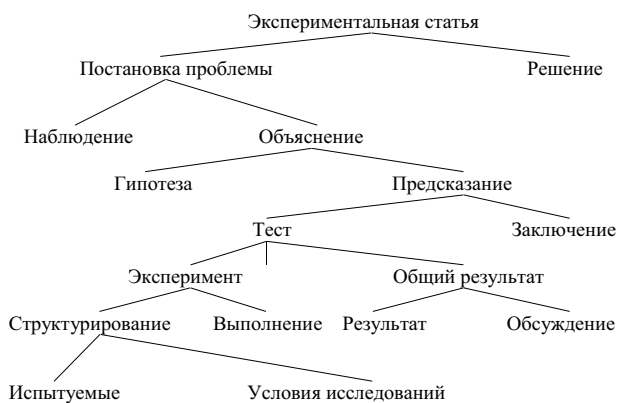 Экспериментальная статья
Постановка проблемы Решение
Наблюдение Объяснение
Гипотеза Предсказание
Тест Заключение
Эксперимент Общий результат
Структурирование Выполнение Результат Обсуждение
Испытуемые Условия исследований